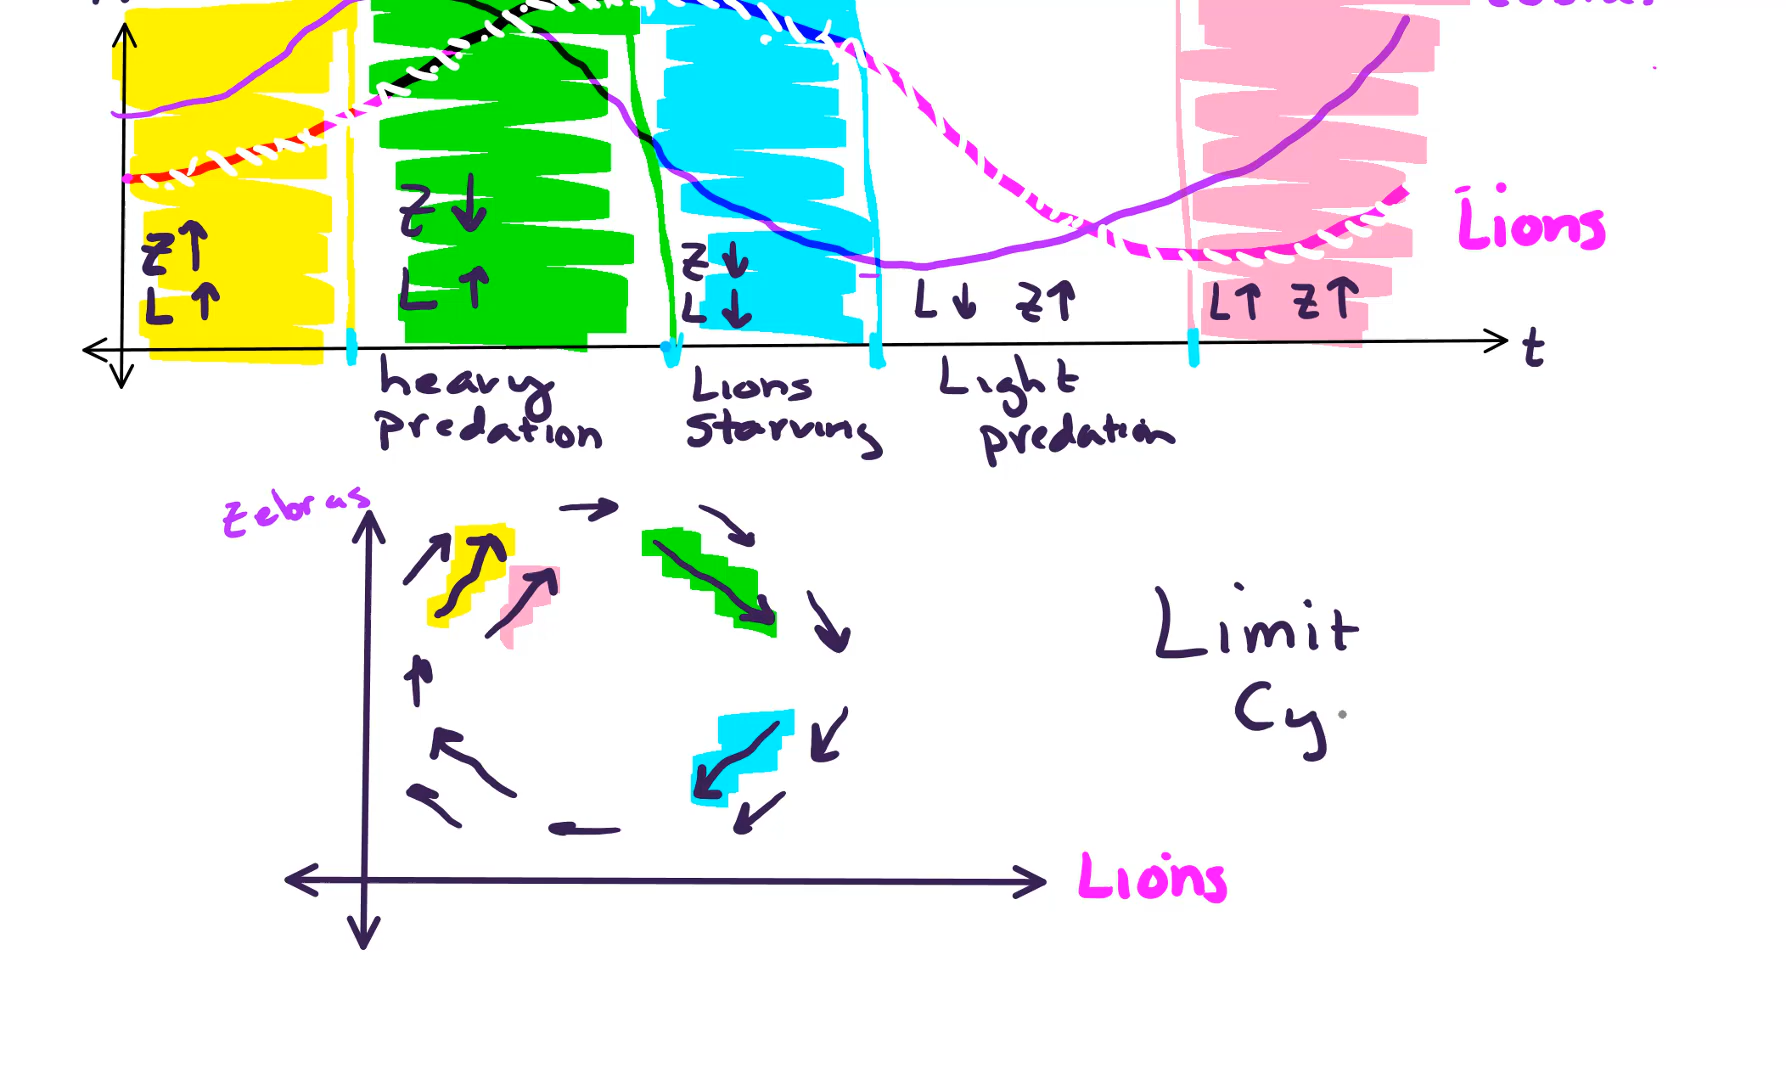 Z↑
L↑
Z↓
L↑
Z↓
L↓
L↓ Z↑
L↑ Z↑
Lions
t
heavy
predation
Lions
starving
Light
predation
Zebras
Limit
Cy
Lions